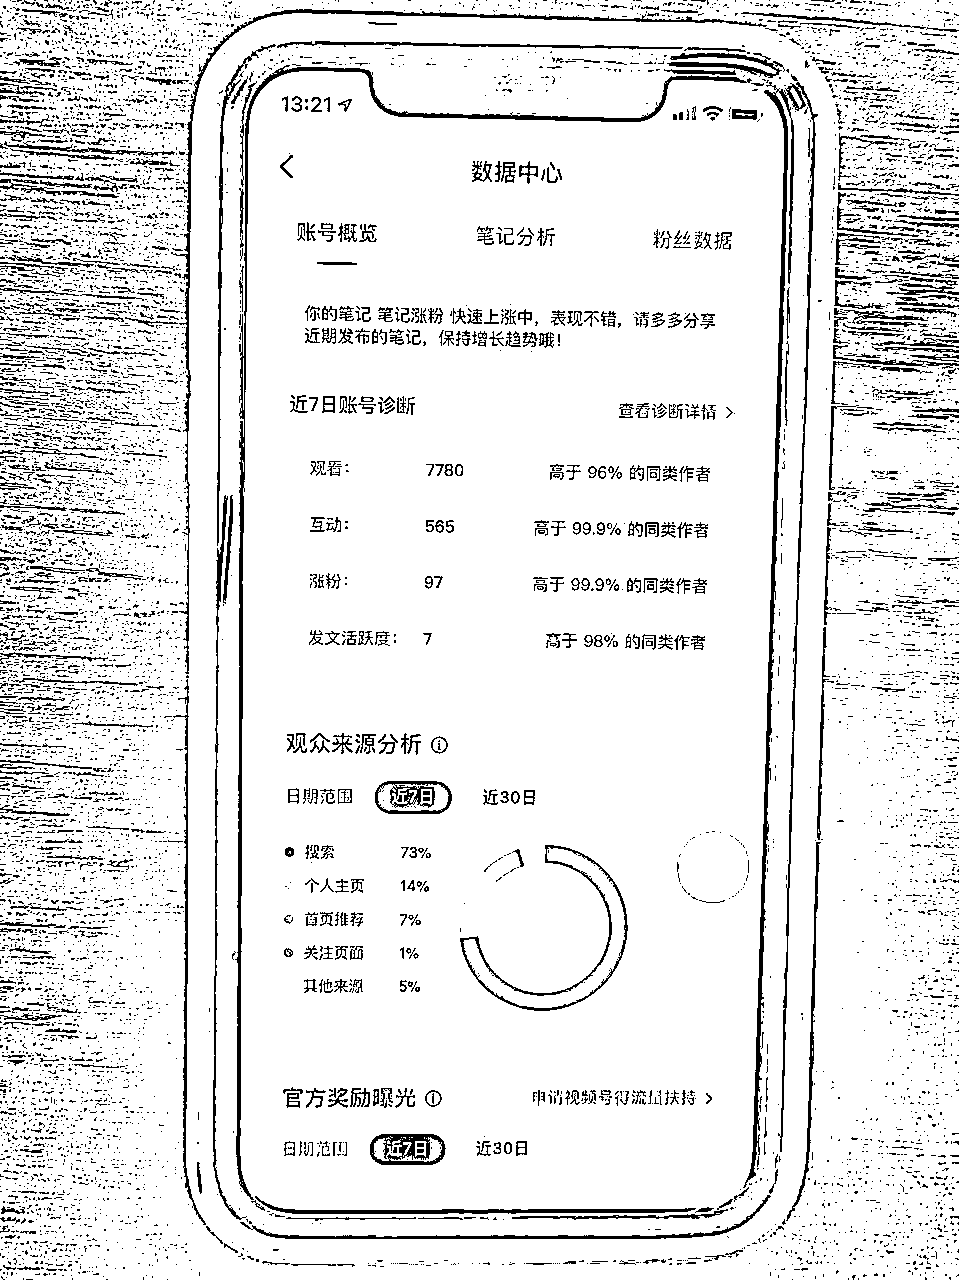 13:21
数据中心
账号概览 笔记分析 粉丝数据
你的笔记 笔记涨粉 快速上涨中，表现不错，请多多分享
近期发布的笔记，保持增长趋势哦！
近7日账号诊断 查看诊断详情 >
观看： 7780 高于 96% 的同类作者
互动： 565 高于 99.9% 的同类作者
涨粉： 97 高于 99.9% 的同类作者
发文活跃度： 7 高于 98% 的同类作者
观众来源分析
日期范围 近7日 近30日
搜索 73%
个人主页 14%
首页推荐 7%
关注页面 1%
其他来源 5%
官方奖励曝光 申请视频号得流量扶持 >
日期范围 近7日 近30日